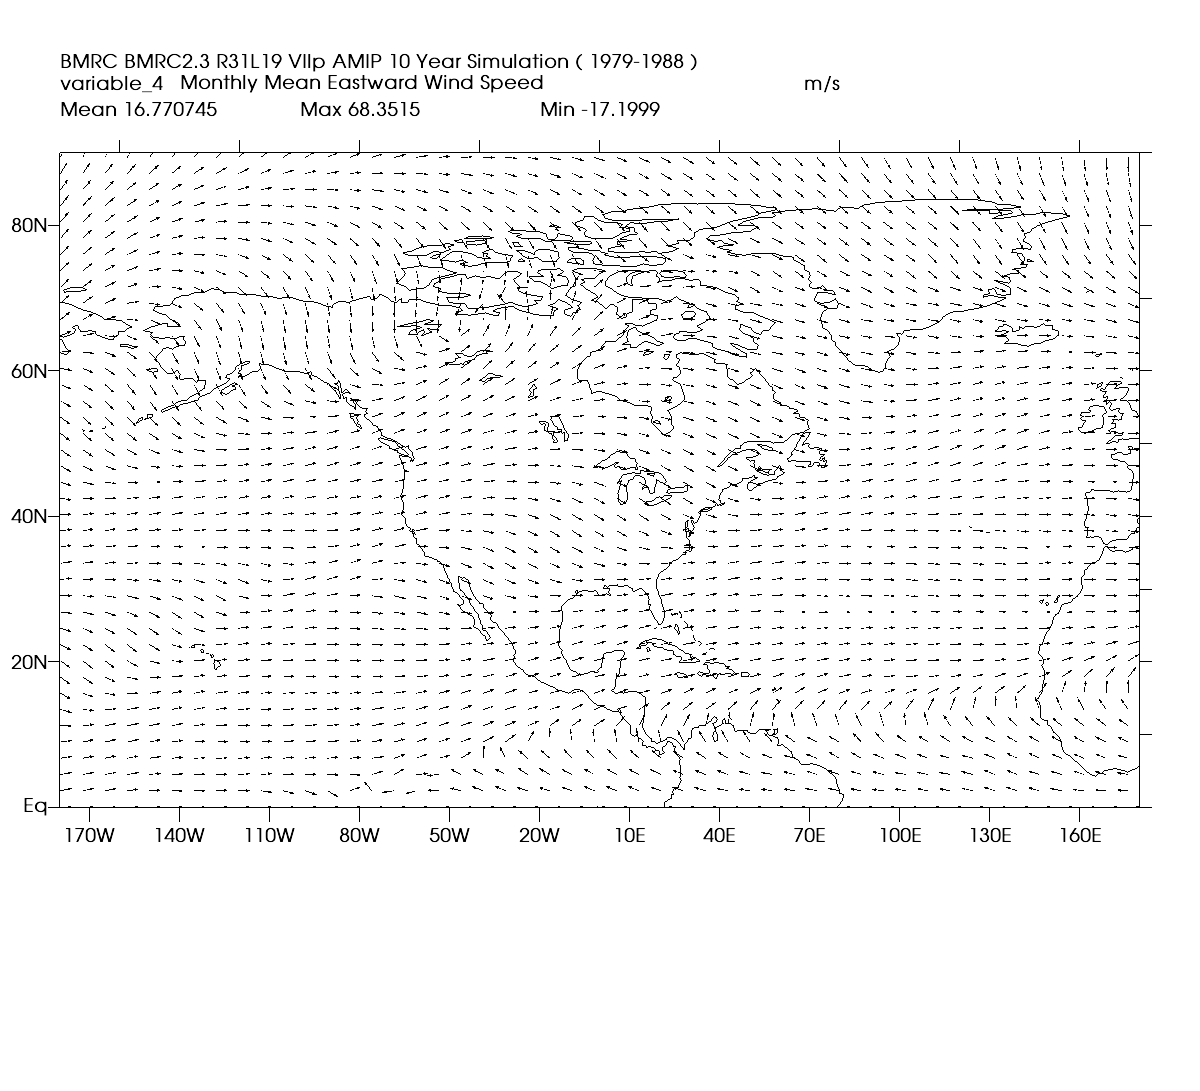 BMRC BMRC2.3 R31L19 VIIp AMIP 10 Year Simulation ( 1979-1988 )
variable_4 Monthly Mean Eastward Wind Speed m/s
Mean 16.770745 Max 68.3515 Min -17.1999
80N
60N
40N
20N
Eq
170W 140W 110W 80W 50W 20W 10E 40E 70E 100E 130E 160E